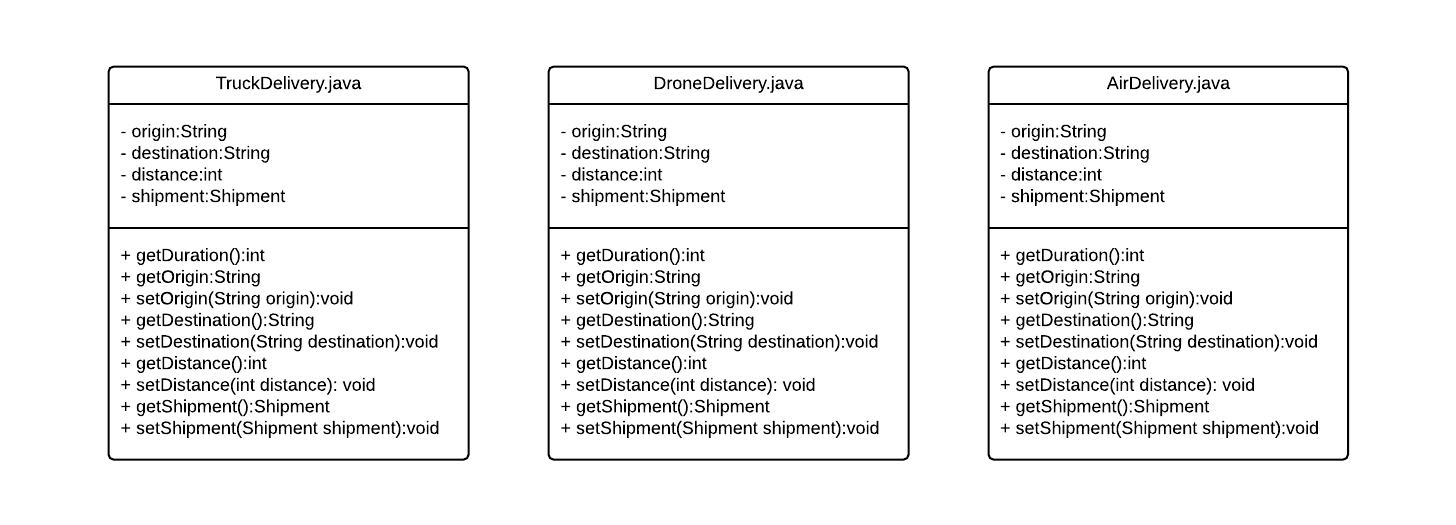 TruckDelivery.java
- origin:String
- destination:String
- distance:int
- shipment:Shipment
+ getDuration():int
+ getOrigin:String
+ setOrigin(String origin):void
+ getDestination():String
+ setDestination(String destination):void
+ getDistance():int
+ setDistance(int distance): void
+ getShipment():Shipment
+ setShipment(Shipment shipment):void
DroneDelivery.java
- origin:String
- destination:String
- distance:int
- shipment:Shipment
+ getDuration():int
+ getOrigin:String
+ setOrigin(String origin):void
+ getDestination():String
+ setDestination(String destination):void
+ getDistance():int
+ setDistance(int distance): void
+ getShipment():Shipment
+ setShipment(Shipment shipment):void
AirDelivery.java
- origin:String
- destination:String
- distance:int
- shipment:Shipment
+ getDuration():int
+ getOrigin:String
+ setOrigin(String origin):void
+ getDestination():String
+ setDestination(String destination):void
+ getDistance():int
+ setDistance(int distance): void
+ getShipment():Shipment
+ setShipment(Shipment shipment):void